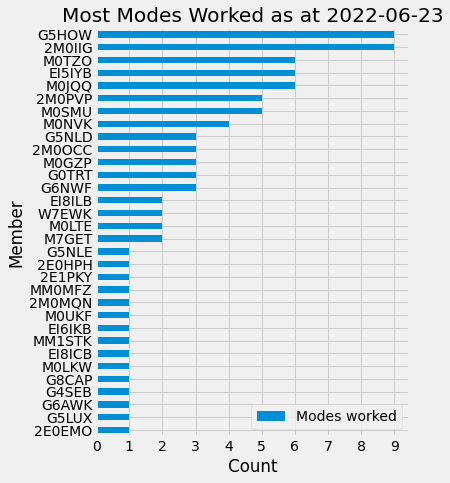 Most Modes Worked as at 2022-06-23
G5HOW
2M0IIG
M0TZO
EI5IYB
M0JQQ
2M0PVP
M0SMU
M0NVK
G5NLD
2M0OCC
M0GZP
G0TRT
G6NWF
EI8ILB
W7EWK
M0LTE
M7GET
G5NLE
2E0HPH
2E1PKY
MM0MFZ
2M0MQN
M0UKF
EI6IKB
MM1STK
EI8ICB
M0LKW
G8CAP
G4SEB
G6AWK
G5LUX
2E0EMO
Member
Modes worked
0 1 2 3 4 5 6 7 8 9
Count